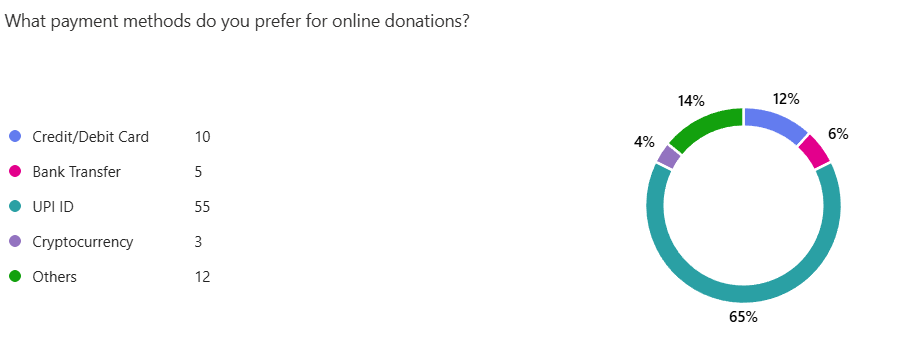 What payment methods do you prefer for online donations?
Credit/Debit Card 10
Bank Transfer 5
UPI ID 55
Cryptocurrency 3
Others 12
14%
12%
6%
4%
65%